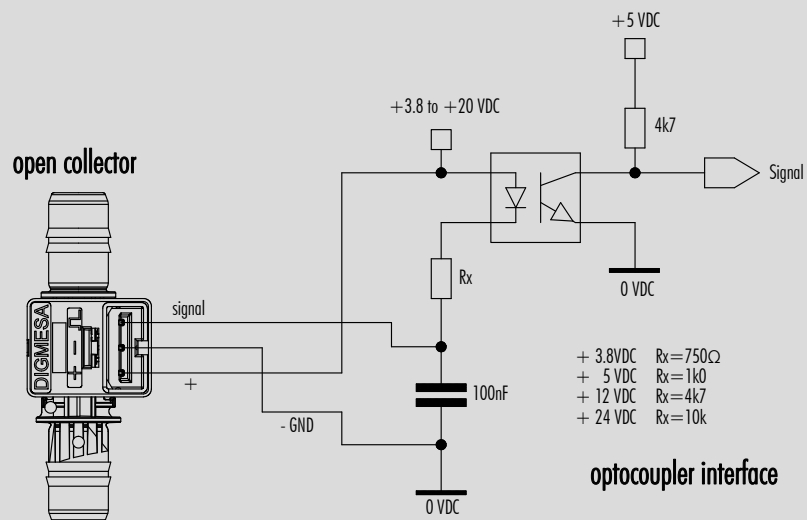 +5 VDC
+3.8 to +20 VDC
4k7
open collector
Signal
Rx
0 VDC
signal
DIGMESA
-
+
+
+ 3.8VDC Rx=750Ω
+ 5 VDC Rx=1k0
+ 12 VDC Rx=4k7
+ 24 VDC Rx=10k
100nF
- GND
optocoupler interface
0 VDC